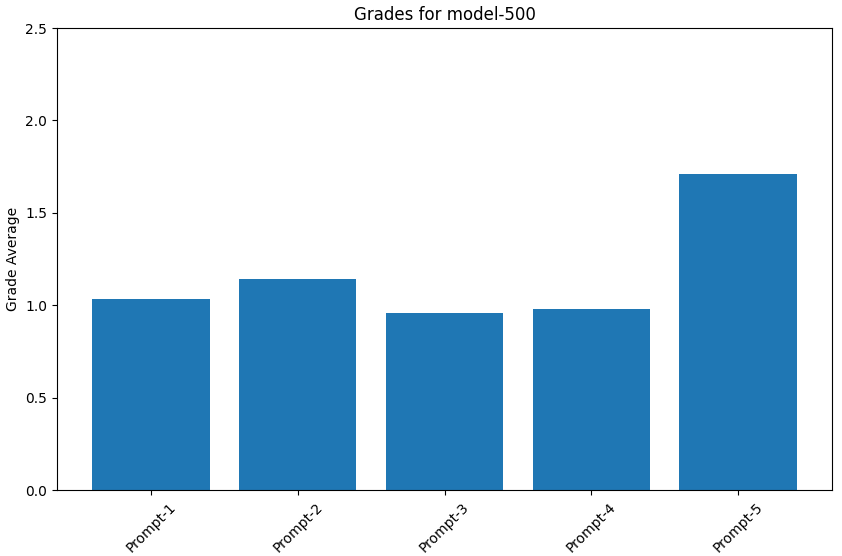 Grades for model-500
Grade Average
2.5
2.0
1.5
1.0
0.5
0.0
Prompt-1
Prompt-2
Prompt-3
Prompt-4
Prompt-5